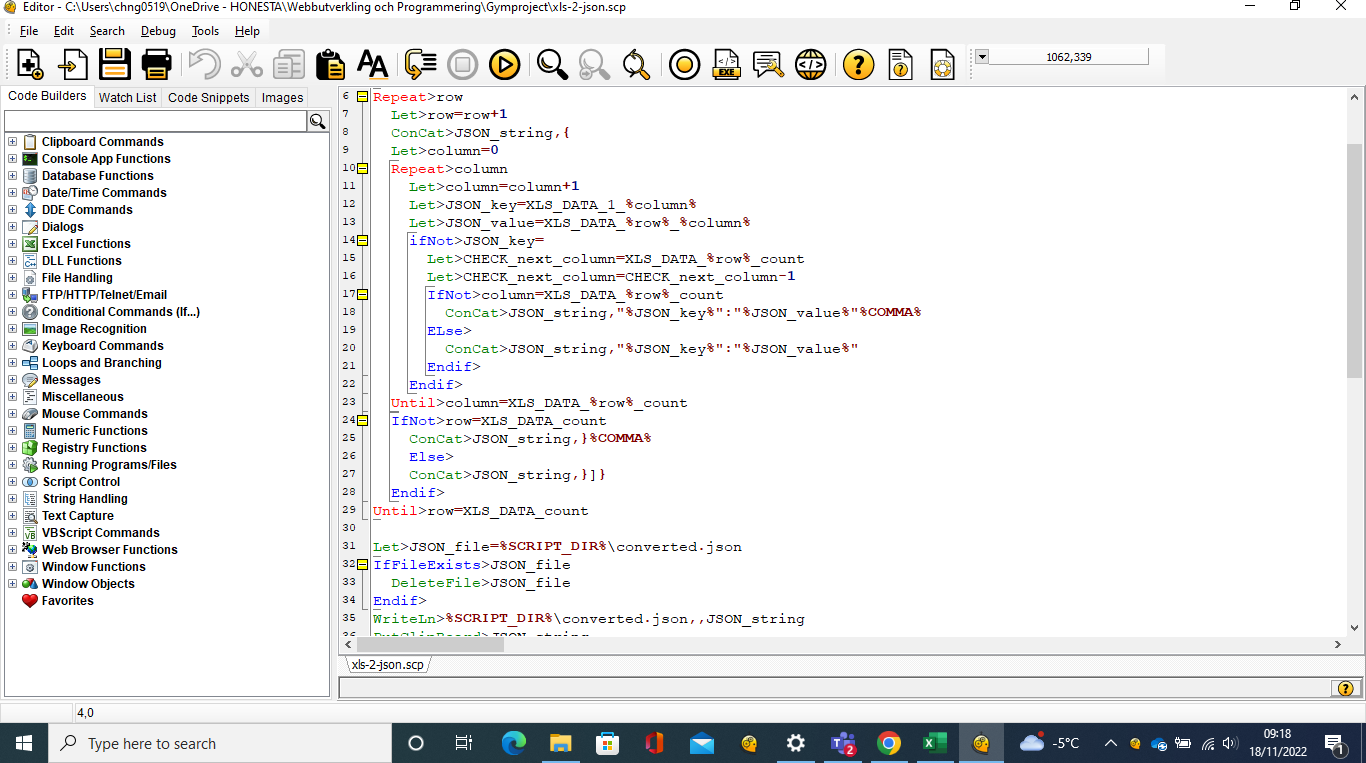 Editor - C:\Users\chng0519\OneDrive - HONESTA\Webbutverkling och Programmering\Gymproject\xls-2-json.scp
File Edit Search Debug Tools Help
EXE
1062,339
Code Builders Watch List Code Snippets Images
Clipboard Commands
Console App Functions
Database Functions
Date/Time Commands
DDE Commands
Dialogs
Excel Functions
DLL Functions
File Handling
FTP/HTTP/Telnet/Email
Conditional Commands (If...)
Image Recognition
Keyboard Commands
Loops and Branching
Messages
Miscellaneous
Mouse Commands
Numeric Functions
Registry Functions
Running Programs/Files
Script Control
String Handling
Text Capture
VBScript Commands
Web Browser Functions
Window Functions
Window Objects
Favorites
6 Repeat>row
7 Let>row=row+1
8 ConCat>JSON_string,{
9 Let>column=0
10 Repeat>column
11 Let>column=column+1
12 Let>JSON_key=XLS_DATA_1_%column%
13 Let>JSON_value=XLS_DATA_%row%_%column%
14 ifNot>JSON_key=
15 Let>CHECK_next_column=XLS_DATA_%row%_count
16 Let>CHECK_next_column=CHECK_next_column-1
17 IfNot>column=XLS_DATA_%row%_count
18 ConCat>JSON_string,"%JSON_key%":"%JSON_value%"%COMMA%
19 ELse>
20 ConCat>JSON_string,"%JSON_key%":"%JSON_value%"
21 Endif>
22 Endif>
23 Until>column=XLS_DATA_%row%_count
24 IfNot>row=XLS_DATA_count
25 ConCat>JSON_string,}%COMMA%
26 Else>
27 ConCat>JSON_string,}]}
28 Endif>
29 Until>row=XLS_DATA_count
30
31 Let>JSON_file=%SCRIPT_DIR%\converted.json
32 IfFileExists>JSON_file
33 DeleteFile>JSON_file
34 Endif>
35 WriteLn>%SCRIPT_DIR%\converted.json,,JSON_string
36 PutClipBoard>JSON_string
xls-2-json.scp
4,0
Type here to search
2
-5°C
09:18
18/11/2022
1